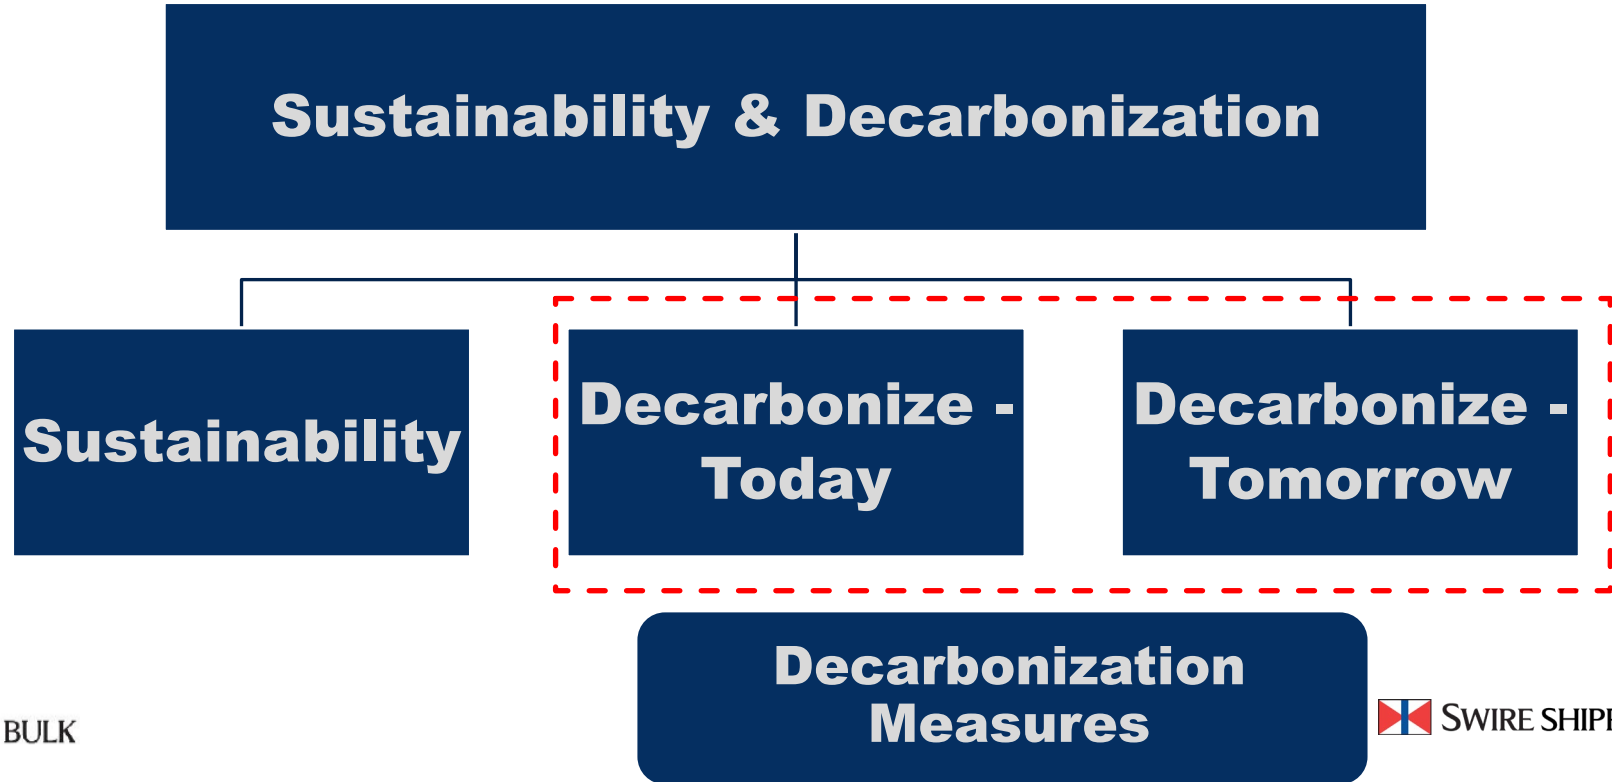 Sustainability & Decarbonization
Sustainability
Decarbonize -
Today
Decarbonize -
Tomorrow
Decarbonization
Measures
BULK
SWIRE